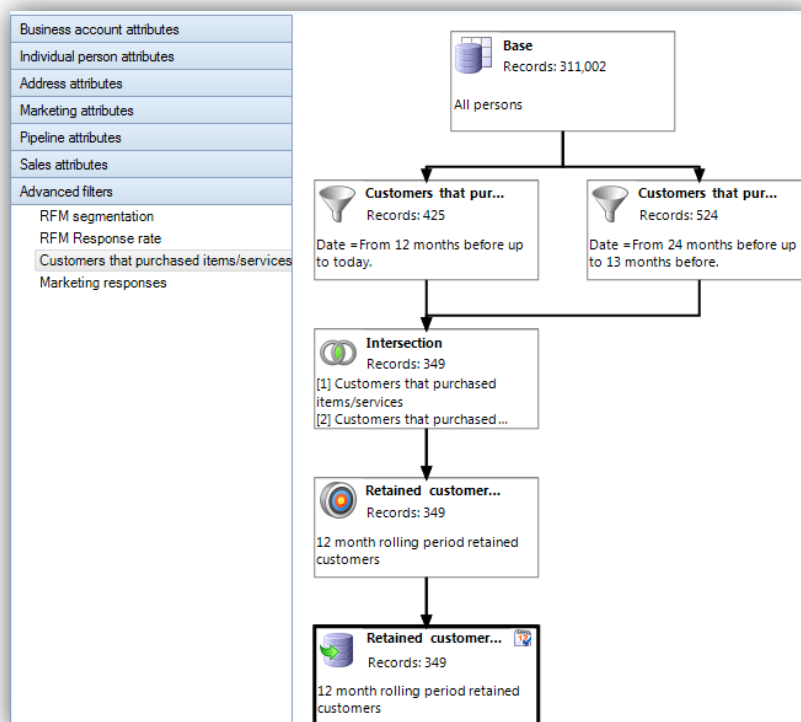 Business account attributes
Individual person attributes
Address attributes
Marketing attributes
Pipeline attributes
Sales attributes
Advanced filters
RFM segmentation
RFM Response rate
Customers that purchased items/services
Marketing responses
Base
Records: 311,002
All persons
Customers that pur...
Records: 425
Date =From 12 months before up
to today.
Customers that pur...
Records: 524
Date =From 24 months before up
to 13 months before.
Intersection
Records: 349
[1] Customers that purchased
items/services
[2] Customers that purchased...
Retained customer...
Records: 349
12 month rolling period retained
customers
Retained customer...
Records: 349
12 month rolling period retained
customers